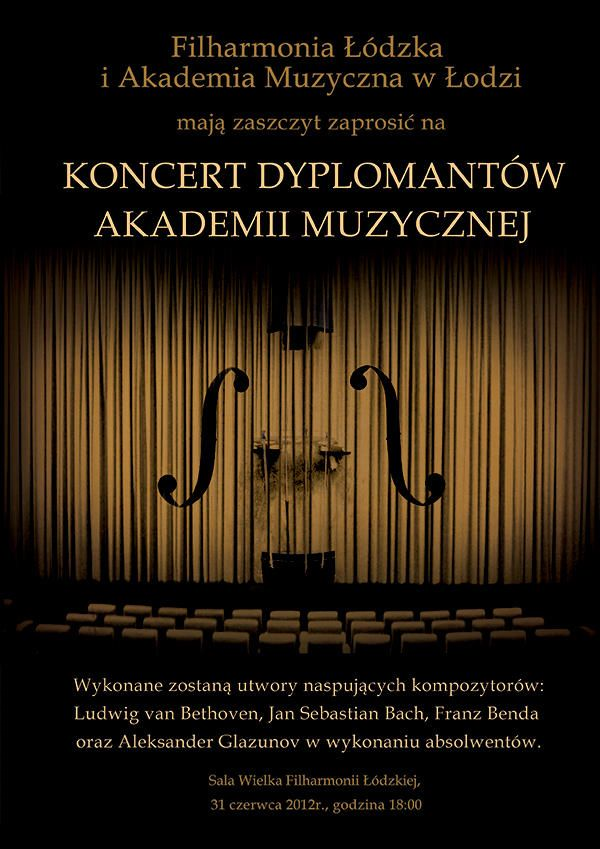 Filharmonia Łódzka
i Akademia Muzyczna w Łodzi
mają zaszczyt zaprosić na
KONCERT DYPLOMANTÓW
AKADEMII MUZYCZNEJ
Wykonane zostaną utwory naspujących kompozytorów:
Ludwig van Bethoven, Jan Sebastian Bach, Franz Benda
oraz Aleksander Glazunov w wykonaniu absolwentów.
Sala Wielka Filharmonii Łódzkiej,
31 czerwca 2012r., godzina 18:00